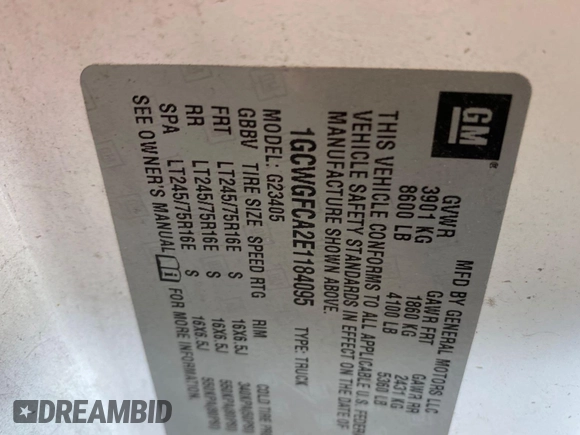 GM
MFD BY GENERAL MOTORS LLC
GVWR GAWR FRT GAWR RR
3901 KG 1860 KG 2431 KG
8600 LB 4100 LB 5360 LB
THIS VEHICLE CONFORMS TO ALL APPLICABLE U.S. FEDERAL
VEHICLE SAFETY STANDARDS IN EFFECT ON THE DATE OF
MANUFACTURE SHOWN ABOVE.
1GCWGFCA2E1184095 TYPE: TRUCK
MODEL: G23405
GBBV TIRE SIZE SPEED RTG RIM COLD TIRE
FRT LT245/75R16E S 16X6.5J
RR LT245/75R16E S 16X6.5J
SPA LT245/75R16E S 16X6.5J
SEE OWNER'S MANUAL FOR MORE INFORMATION.
DREAMBID